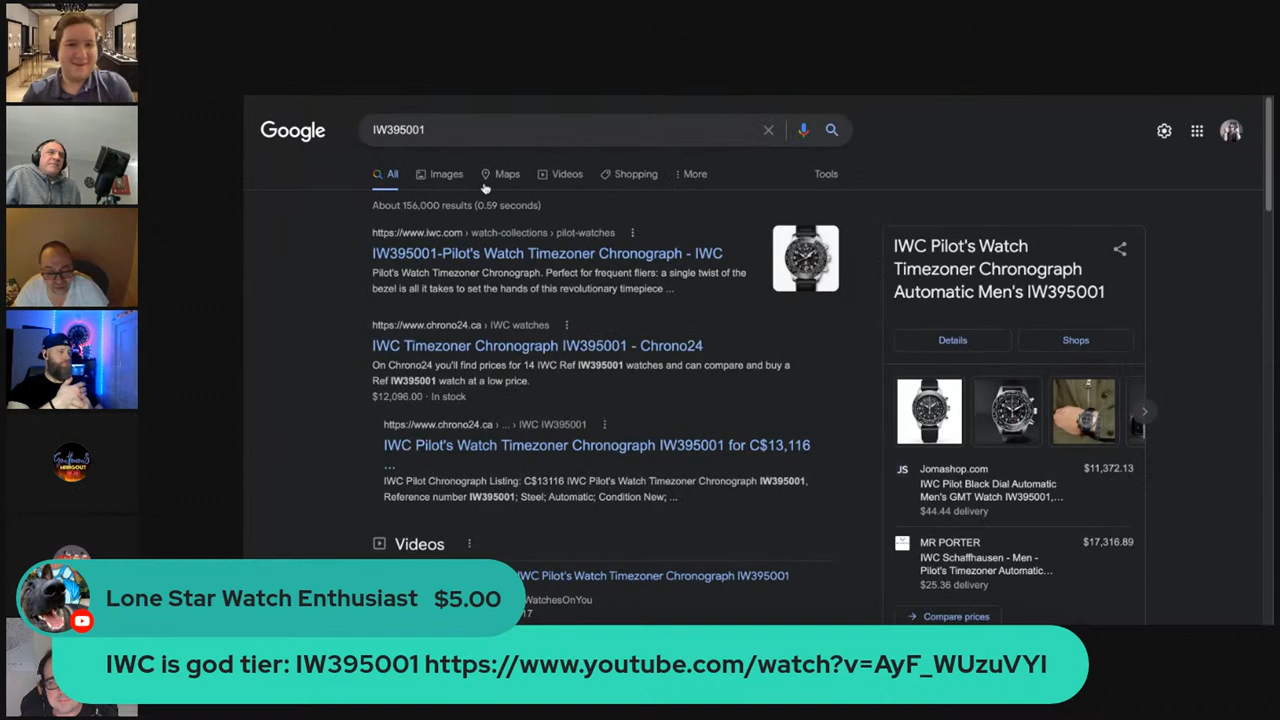 Google
IW395001
All
Images
Maps
Videos
Shopping
More
Tools
About 156,000 results (0.59 seconds)
https://www.iwc.com › watch-collections › pilot-watches
IW395001-Pilot's Watch Timezoner Chronograph - IWC
Pilot's Watch Timezoner Chronograph. Perfect for frequent fliers: a single twist of the
bezel is all it takes to set the hands of this revolutionary timepiece ...
https://www.chrono24.ca › IWC watches
IWC Timezoner Chronograph IW395001 - Chrono24
On Chrono24 you'll find prices for 14 IWC Ref IW395001 watches and can compare and buy a
Ref IW395001 watch at a low price.
$12,096.00 · In stock
https://www.chrono24.ca › ... › IWC IW395001
IWC Pilot's Watch Timezoner Chronograph IW395001 for C$13,116
...
IWC Pilot Chronograph Listing: C$13116 IWC Pilot's Watch Timezoner Chronograph IW395001,
Reference number IW395001; Steel; Automatic; Condition New; ...
Videos
IWC Pilot's Watch Timezoner Chronograph IW395001
WatchesOnYou
17
IWC Pilot's Watch
Timezoner Chronograph
Automatic Men's IW395001
Details
Shops
JS
Jomashop.com
$11,372.13
IWC Pilot Black Dial Automatic
Men's GMT Watch IW395001,...
$44.44 delivery
MR PORTER
$17,316.89
IWC Schaffhausen - Men -
Pilot's Timezoner Automatic...
$25.36 delivery
Compare prices
Gentlemen's
HANGOUT
Lone Star Watch Enthusiast $5.00
IWC is god tier: IW395001 https://www.youtube.com/watch?v=AyF_WUzuVYI